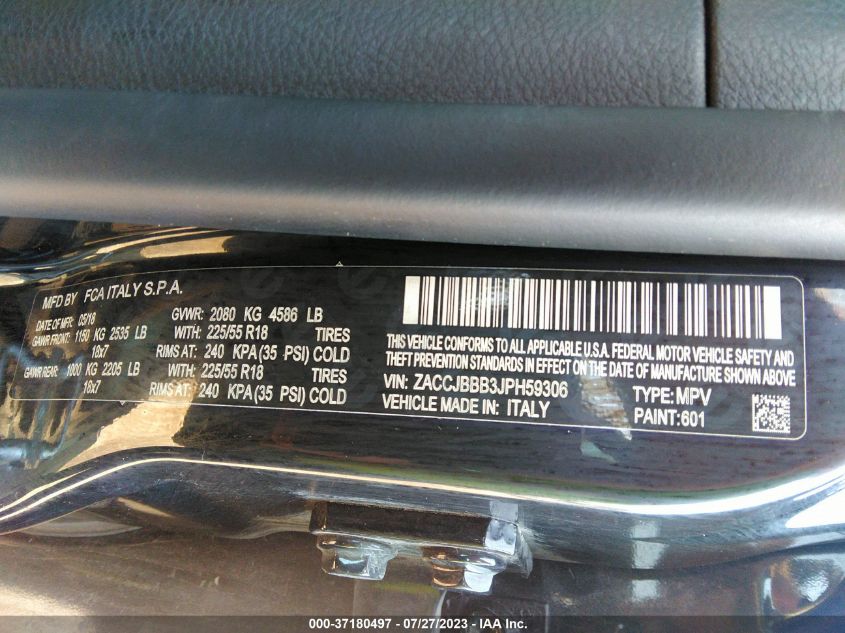 MFD BY FCA ITALY S.P.A.
DATE OF MFR: 05/18 GVWR: 2080 KG 4586 LB
GAWR FRONT: 1150 KG 2535 LB WITH: 225/55 R18 TIRES
18x7 RIMS AT: 240 KPA (35 PSI) COLD
GAWR REAR: 1000 KG 2205 LB WITH: 225/55 R18 TIRES
18x7 RIMS AT: 240 KPA (35 PSI) COLD
THIS VEHICLE CONFORMS TO ALL APPLICABLE U.S.A. FEDERAL MOTOR VEHICLE SAFETY AND
THEFT PREVENTION STANDARDS IN EFFECT ON THE DATE OF MANUFACTURE SHOWN ABOVE
VIN: ZACCJBBB3JPH59306 TYPE: MPV
VEHICLE MADE IN: ITALY PAINT: 601
000-37180497 - 07/27/2023 - IAA Inc.